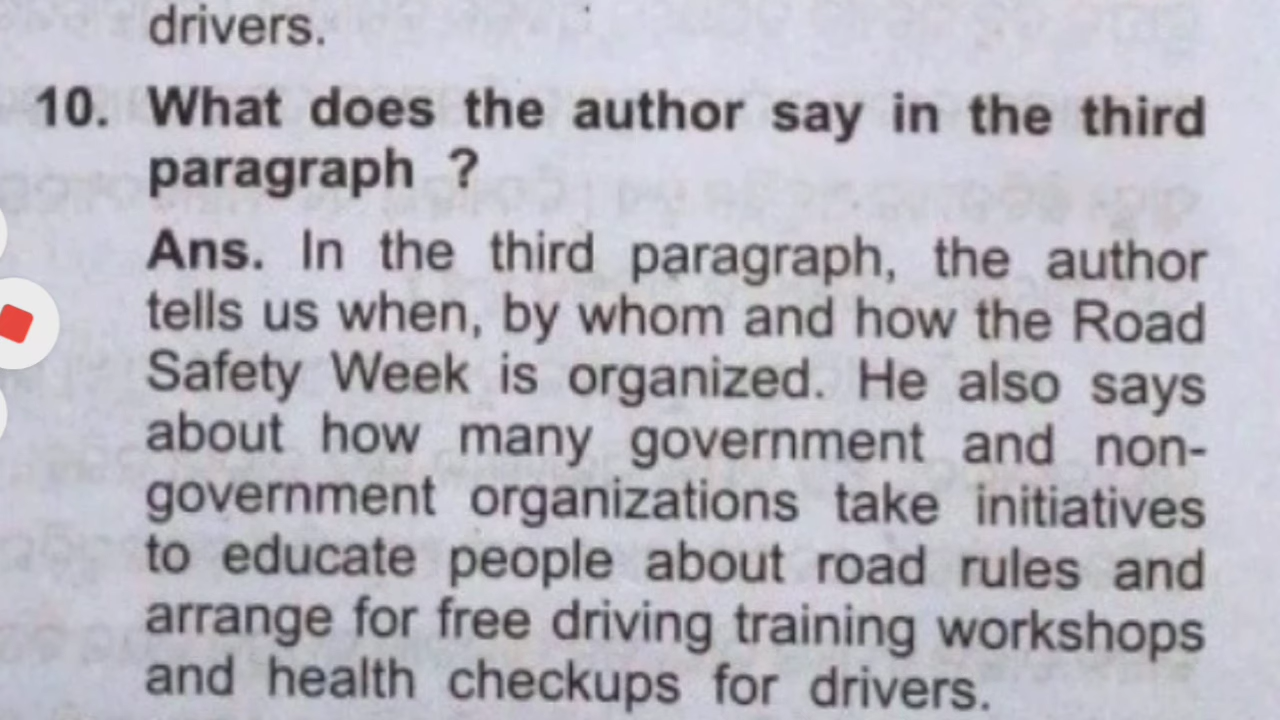 drivers.
10. What does the author say in the third
paragraph ?
Ans. In the third paragraph, the author
tells us when, by whom and how the Road
Safety Week is organized. He also says
about how many government and non-
government organizations take initiatives
to educate people about road rules and
arrange for free driving training workshops
and health checkups for drivers.